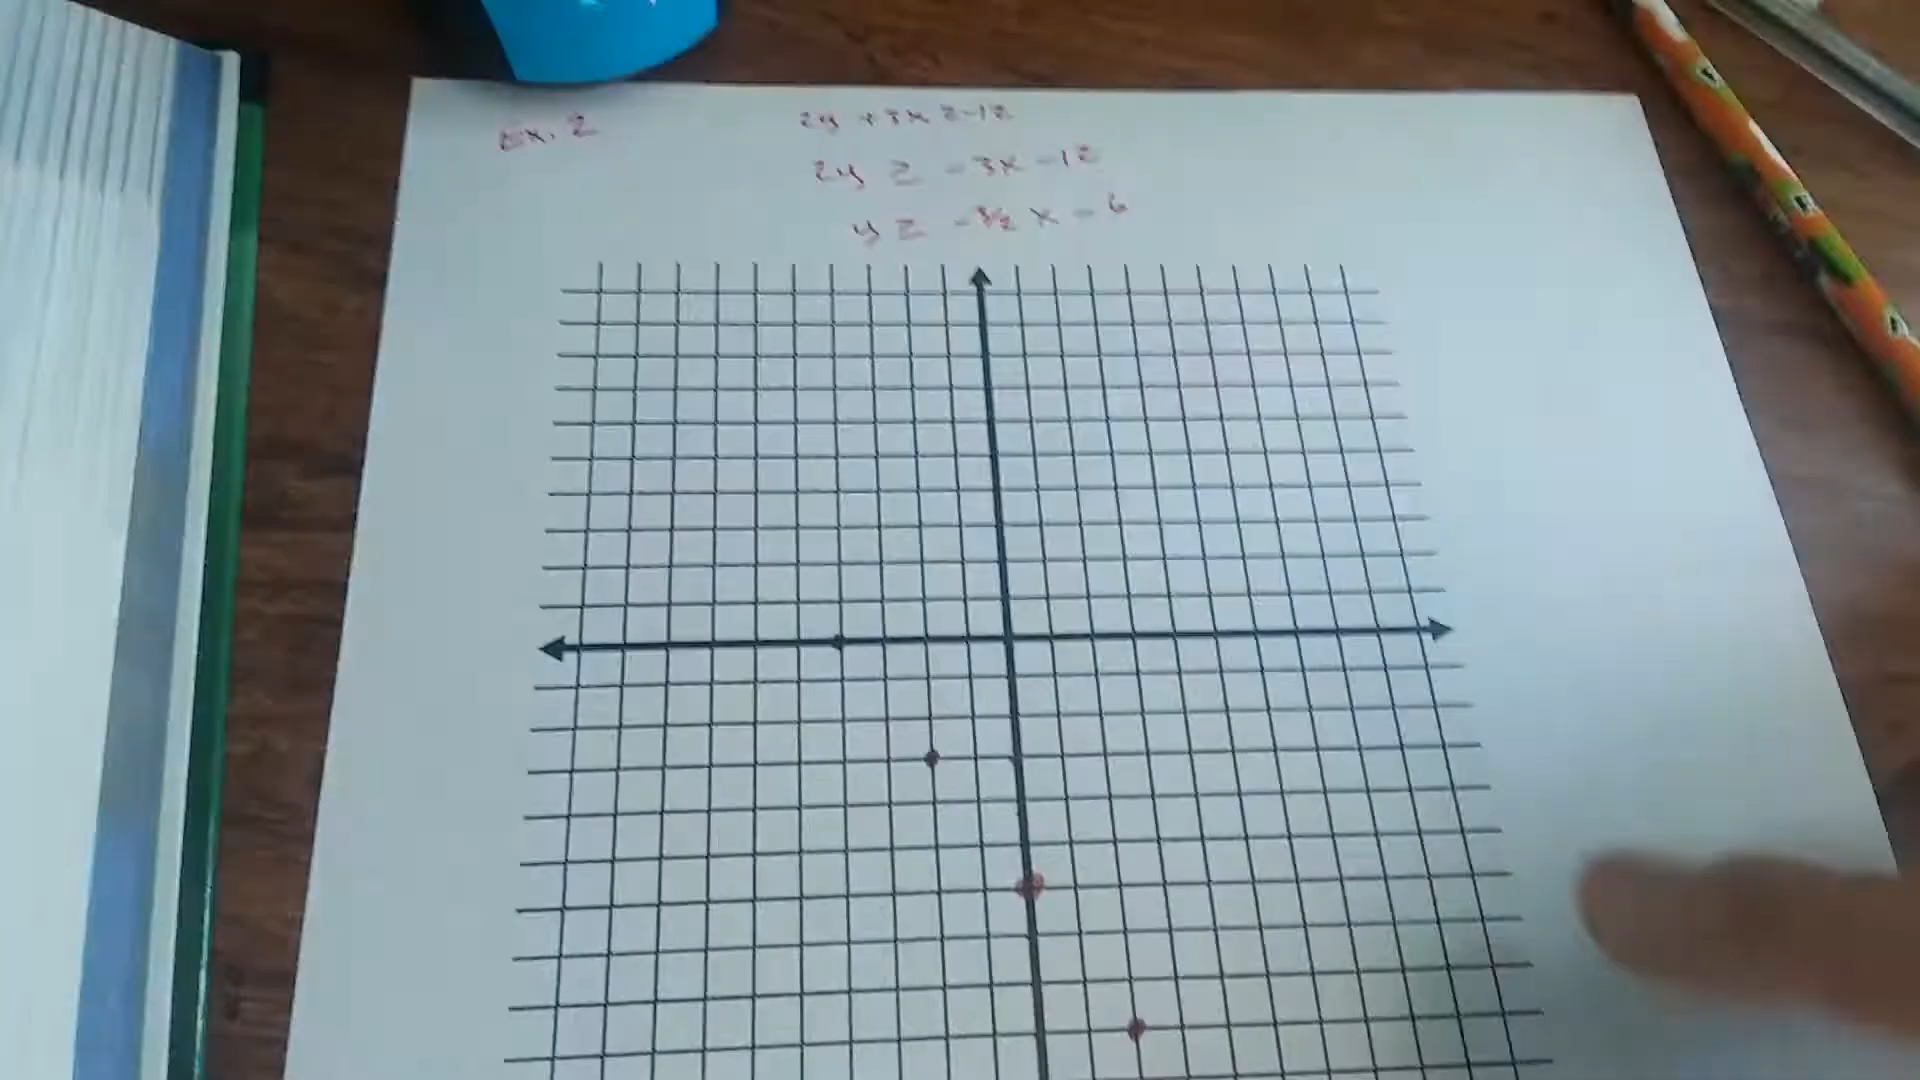 Ex. 2
2y + 3x ≥ -12
2y ≥ -3x - 12
y ≥ -3/2 x - 6